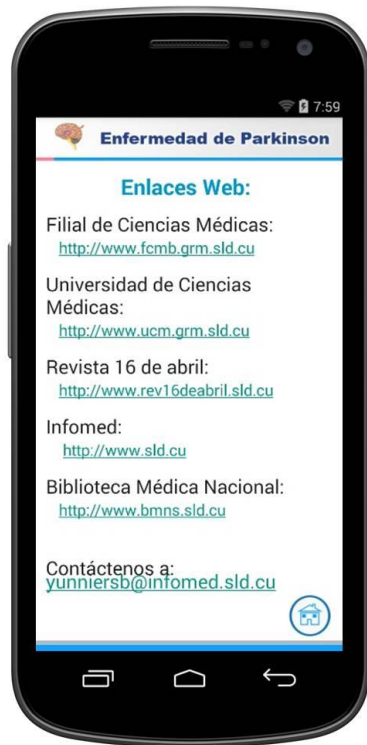 7:59
Enfermedad de Parkinson
Enlaces Web:
Filial de Ciencias Médicas:
http://www.fcmb.grm.sld.cu
Universidad de Ciencias
Médicas:
http://www.ucm.grm.sld.cu
Revista 16 de abril:
http://www.rev16deabril.sld.cu
Infomed:
http://www.sld.cu
Biblioteca Médica Nacional:
http://www.bmns.sld.cu
Contáctenos a:
yunniersb@infomed.sld.cu